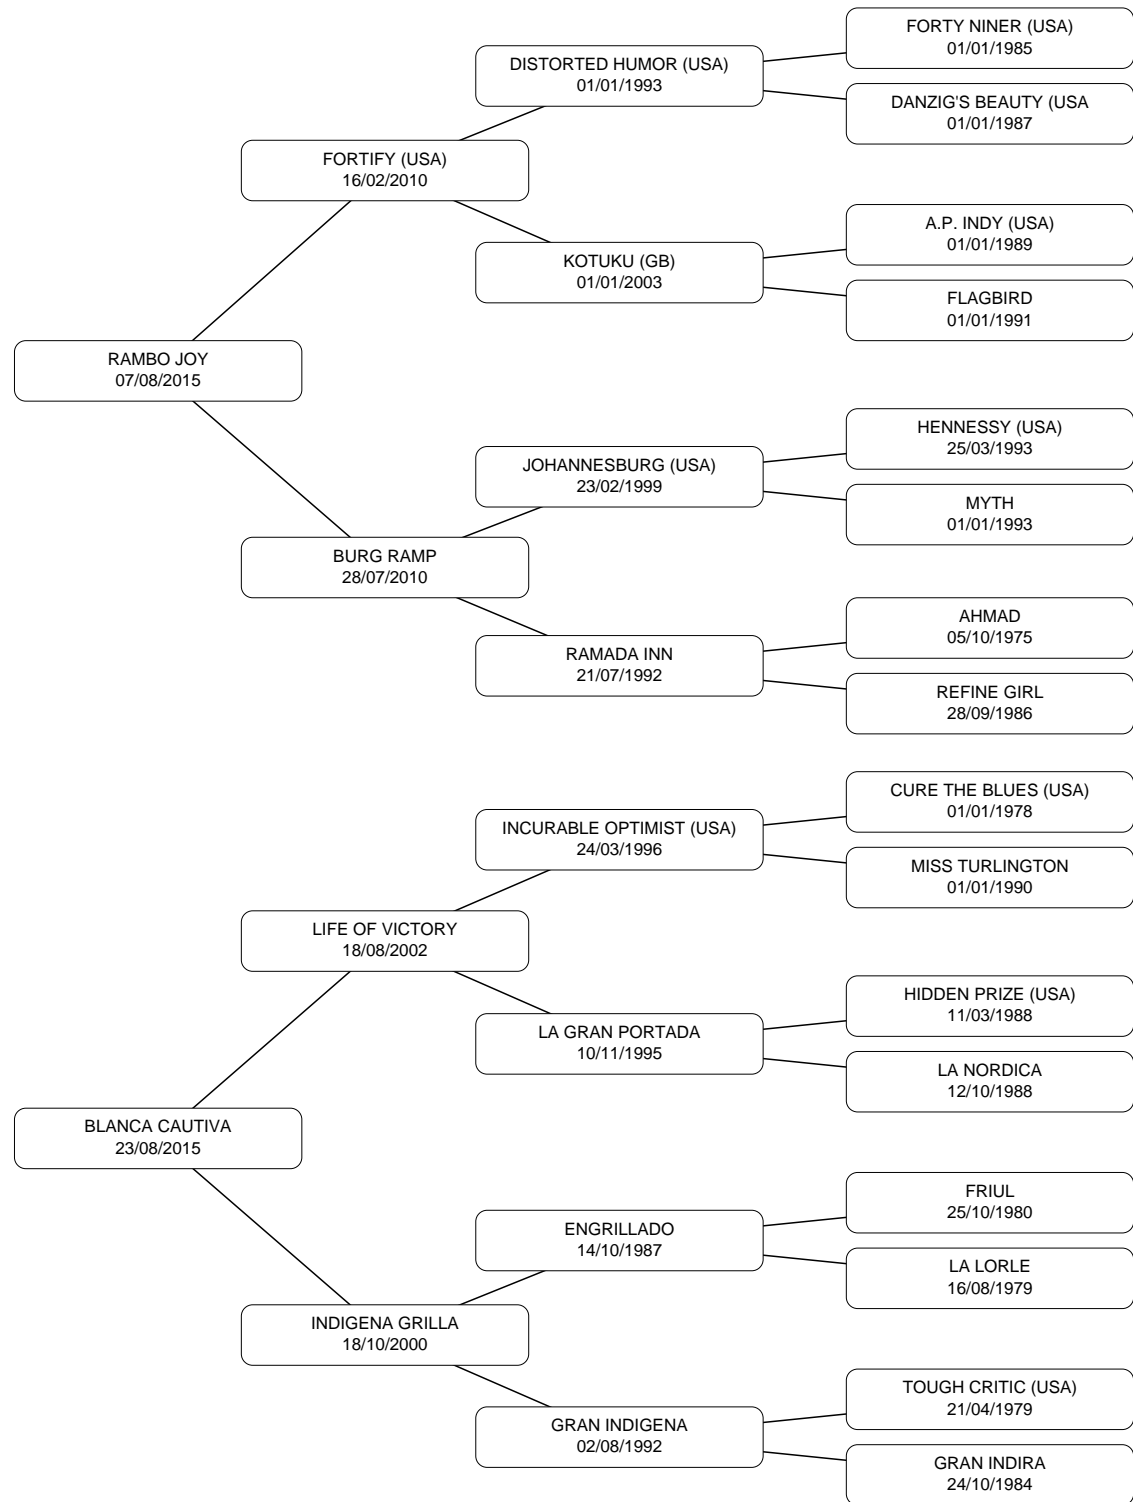 FORTY NINER (USA)
01/01/1985
DISTORTED HUMOR (USA)
01/01/1993
DANZIG'S BEAUTY (USA
01/01/1987
FORTIFY (USA)
16/02/2010
A.P. INDY (USA)
01/01/1989
KOTUKU (GB)
01/01/2003
FLAGBIRD
01/01/1991
RAMBO JOY
07/08/2015
HENNESSY (USA)
25/03/1993
JOHANNESBURG (USA)
23/02/1999
MYTH
01/01/1993
BURG RAMP
28/07/2010
AHMAD
05/10/1975
RAMADA INN
21/07/1992
REFINE GIRL
28/09/1986
CURE THE BLUES (USA)
01/01/1978
INCURABLE OPTIMIST (USA)
24/03/1996
MISS TURLINGTON
01/01/1990
LIFE OF VICTORY
18/08/2002
HIDDEN PRIZE (USA)
11/03/1988
LA GRAN PORTADA
10/11/1995
LA NORDICA
12/10/1988
BLANCA CAUTIVA
23/08/2015
FRIUL
25/10/1980
ENGRILLADO
14/10/1987
LA LORLE
16/08/1979
INDIGENA GRILLA
18/10/2000
TOUGH CRITIC (USA)
21/04/1979
GRAN INDIGENA
02/08/1992
GRAN INDIRA
24/10/1984